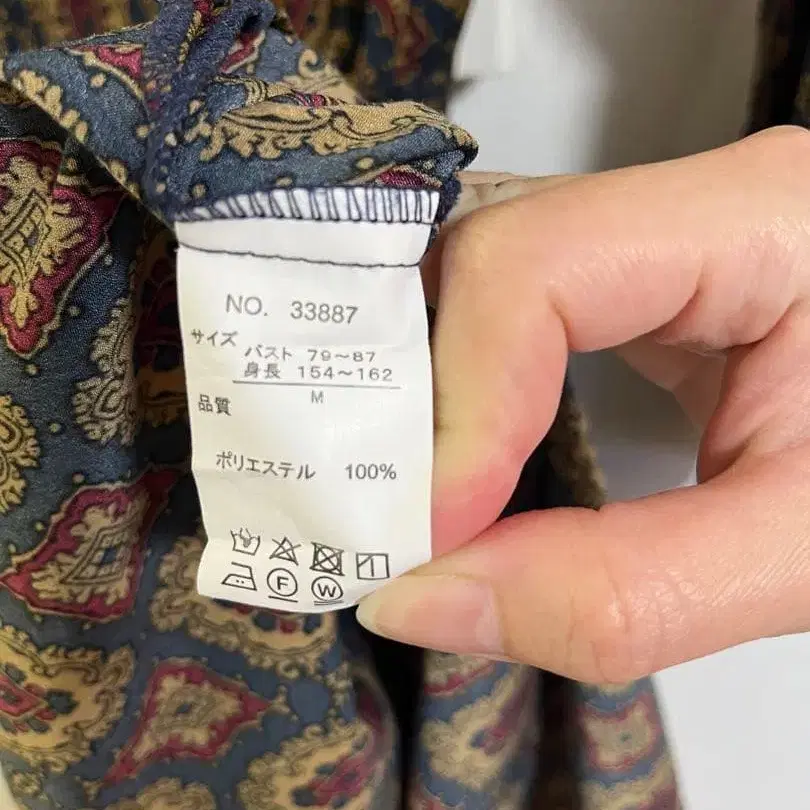 NO. 33887
サイズ
バスト 79〜87
身長 154〜162
M
品質
ポリエステル 100%
F W